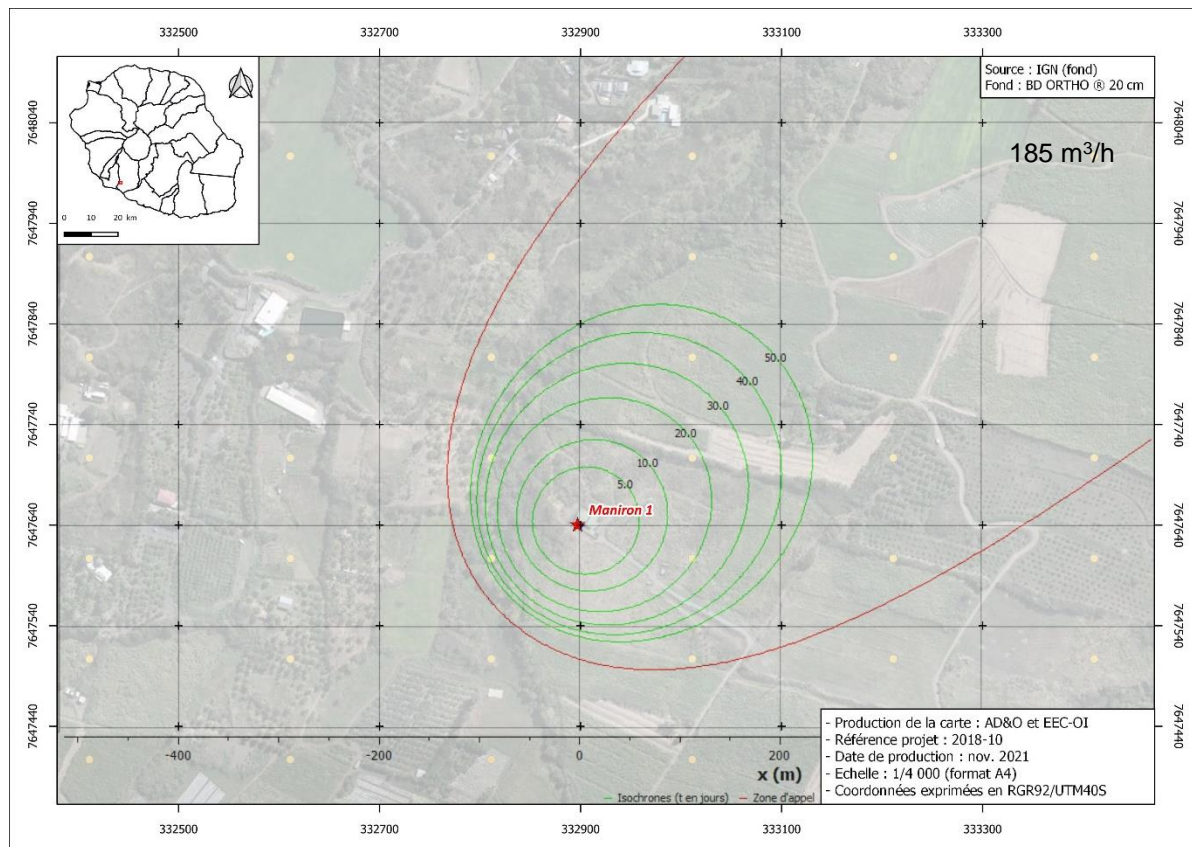 332500 332700 332900 333100 333300
Source : IGN (fond)
Fond : BD ORTHO ® 20 cm
185 m³/h
0 10 20 km
7648040 7648040
7647940 7647940
7647840 7647840
7647740 7647740
7647640 7647640
7647540 7647540
7647440 7647440
50.0
40.0
30.0
20.0
10.0
5.0
Maniron 1
-400 -200 0 200
x (m)
Isochrones (t en jours) Zone d'appel
- Production de la carte : AD&O et EEC-OI
- Référence projet : 2018-10
- Date de production : nov. 2021
- Echelle : 1/4 000 (format A4)
- Coordonnées exprimées en RGR92/UTM40S
332500 332700 332900 333100 333300